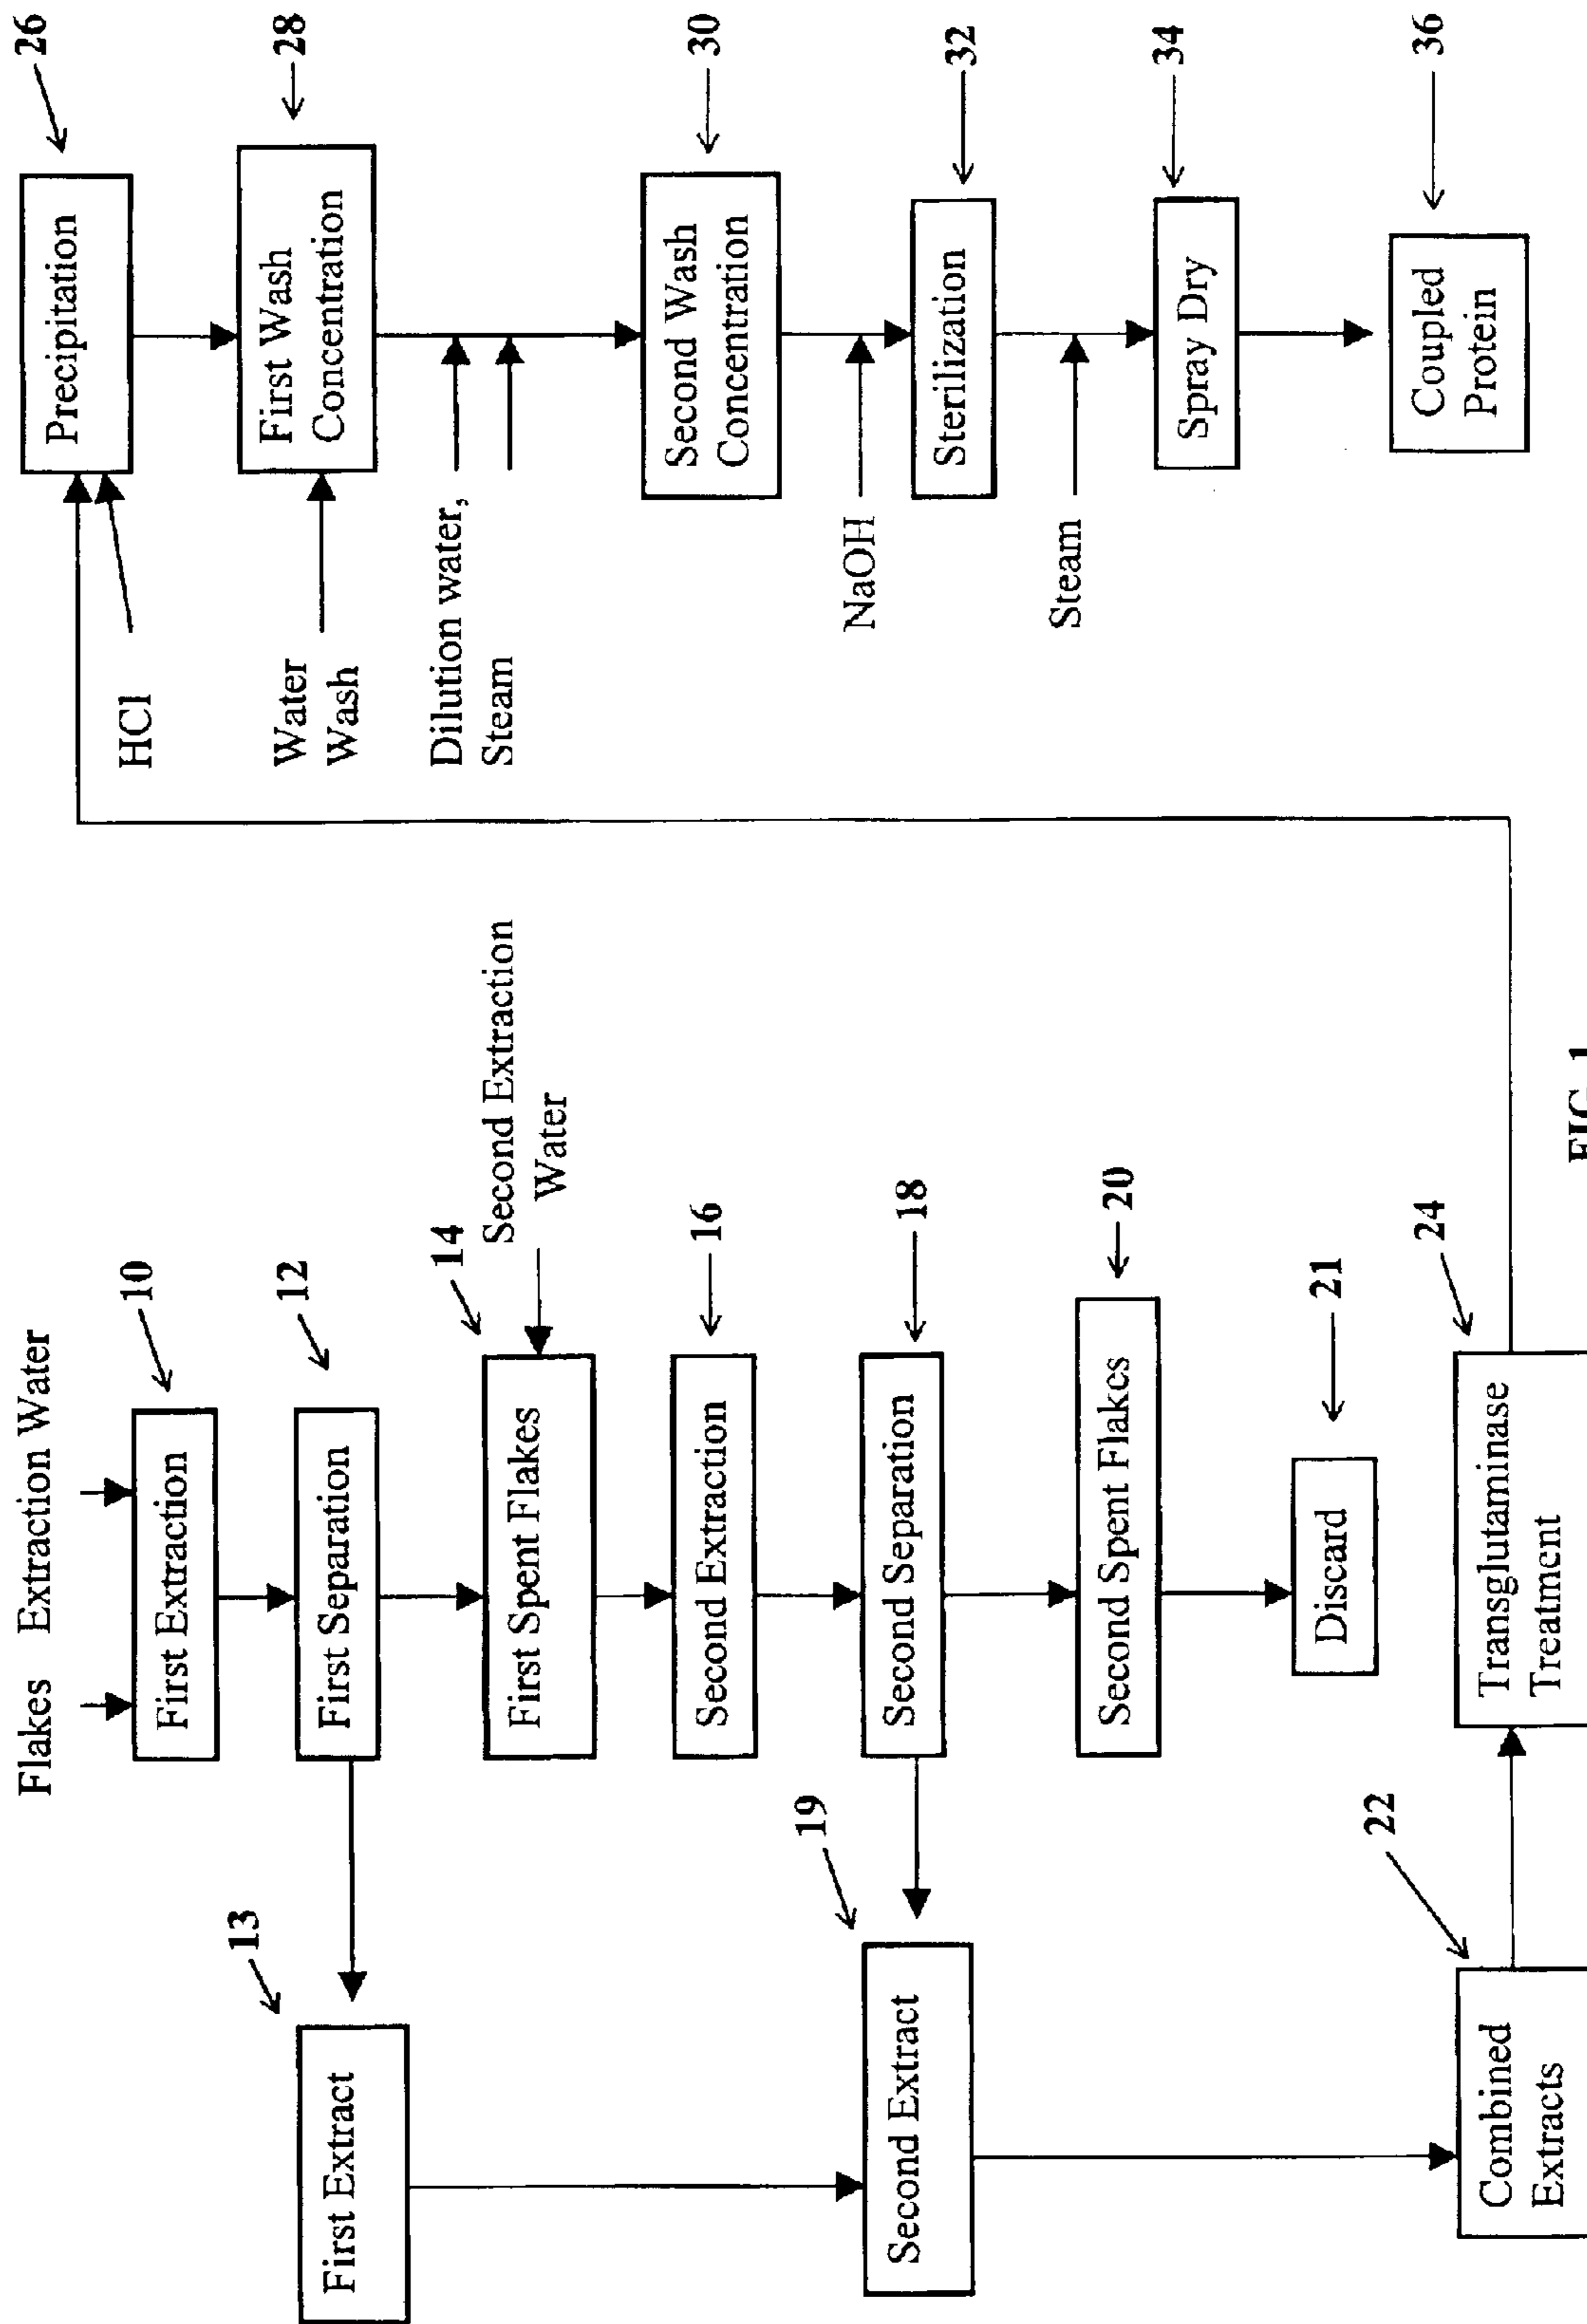 Flakes Extraction Water
First Extraction
10
First Separation
12
First Extract
13
First Spent Flakes
14
Second Extraction
Water
Second Extraction
16
Second Separation
18
Second Extract
19
Second Spent Flakes
20
Discard
21
Combined
Extracts
22
Transglutaminase
Treatment
24
Precipitation
26
HCl
First Wash
Concentration
28
Water
Wash
Dilution water,
Steam
Second Wash
Concentration
30
NaOH
Sterilization
32
Steam
Spray Dry
34
Coupled
Protein
36
FIG. 1